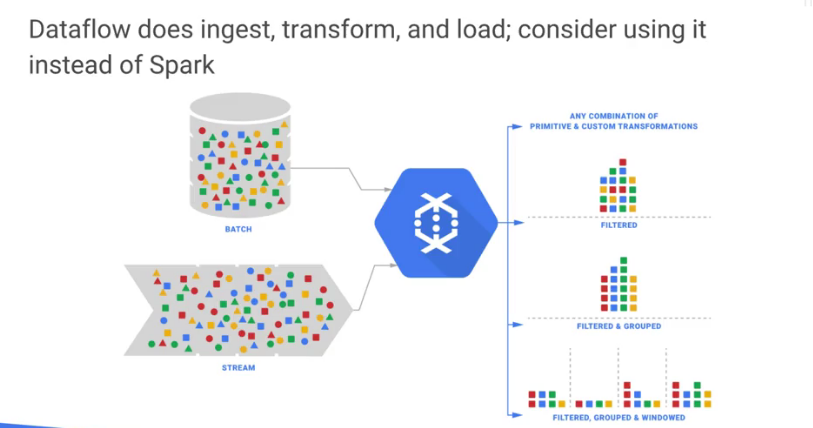 Dataflow does ingest, transform, and load; consider using it
instead of Spark
ANY COMBINATION OF
PRIMITIVE & CUSTOM TRANSFORMATIONS
BATCH
FILTERED
FILTERED & GROUPED
STREAM
FILTERED, GROUPED & WINDOWED